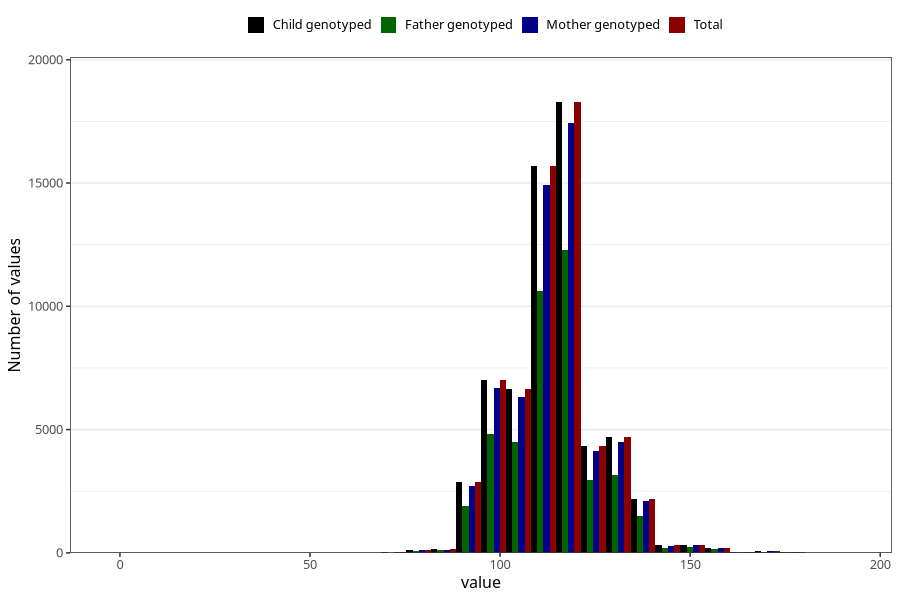 Child genotyped Father genotyped Mother genotyped Total
20000
15000
10000
5000
0
Number of values
0 50 100 150 200
value